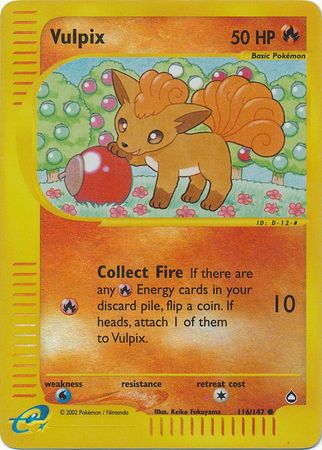 Vulpix 50 HP
Basic Pokémon
ID: D-12-#
Collect Fire If there are
any Energy cards in your
discard pile, flip a coin. If
heads, attach 1 of them
to Vulpix.
10
weakness resistance retreat cost
© 2002 Pokémon / Nintendo Illus. Keiko Fukuyama 116/147
e